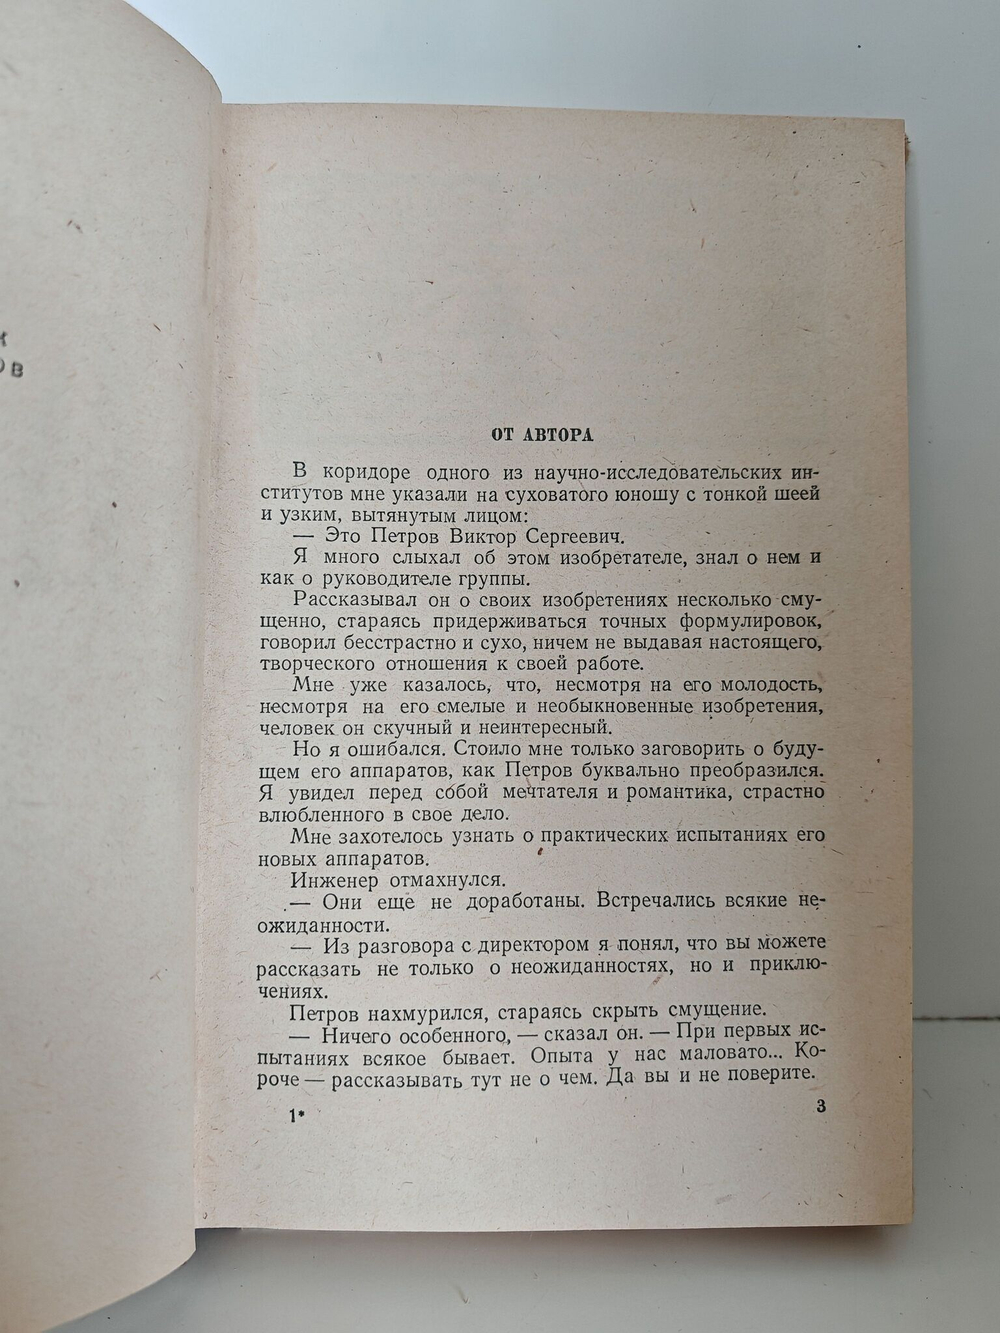 ОТ АВТОРА
В коридоре одного из научно-исследовательских ин-
ститутов мне указали на суховатого юношу с тонкой шеей
и узким, вытянутым лицом:
— Это Петров Виктор Сергеевич.
Я много слыхал об этом изобретателе, знал о нем и
как о руководителе группы.
Рассказывал он о своих изобретениях несколько сму-
щенно, стараясь придерживаться точных формулировок,
говорил бесстрастно и сухо, ничем не выдавая настоящего,
творческого отношения к своей работе.
Мне уже казалось, что, несмотря на его молодость,
несмотря на его смелые и необыкновенные изобретения,
человек он скучный и неинтересный.
Но я ошибался. Стоило мне только заговорить о буду-
щем его аппаратов, как Петров буквально преобразился.
Я увидел перед собой мечтателя и романтика, страстно
влюбленного в свое дело.
Мне захотелось узнать о практических испытаниях его
новых аппаратов.
Инженер отмахнулся.
— Они еще не доработаны. Встречались всякие не-
ожиданности.
— Из разговора с директором я понял, что вы можете
рассказать не только о неожиданностях, но и приклю-
чениях.
Петров нахмурился, стараясь скрыть смущение.
— Ничего особенного, — сказал он. — При первых ис-
пытаниях всякое бывает. Опыта у нас маловато... Ко-
роче — рассказывать тут не о чем. Да вы и не поверите.
1*
3